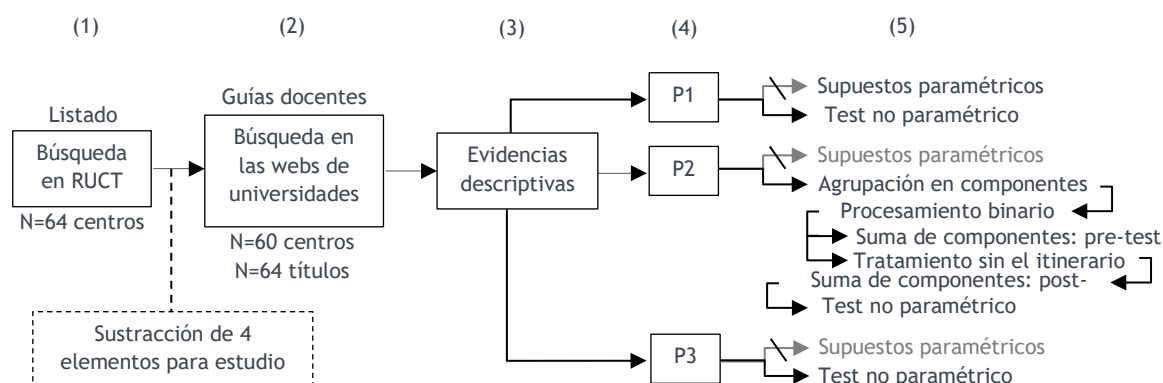 (1)
(2)
(3)
(4)
(5)
Listado
Búsqueda
en RUCT
N=64 centros
Guías docentes
Búsqueda en
las webs de
universidades
N=60 centros
N=64 títulos
Sustracción de 4
elementos para estudio
Evidencias
descriptivas
P1
Supuestos paramétricos
Test no paramétrico
P2
Supuestos paramétricos
Agrupación en componentes
Procesamiento binario
Suma de componentes: pre-test
Tratamiento sin el itinerario
Suma de componentes: post-
Test no paramétrico
P3
Supuestos paramétricos
Test no paramétrico